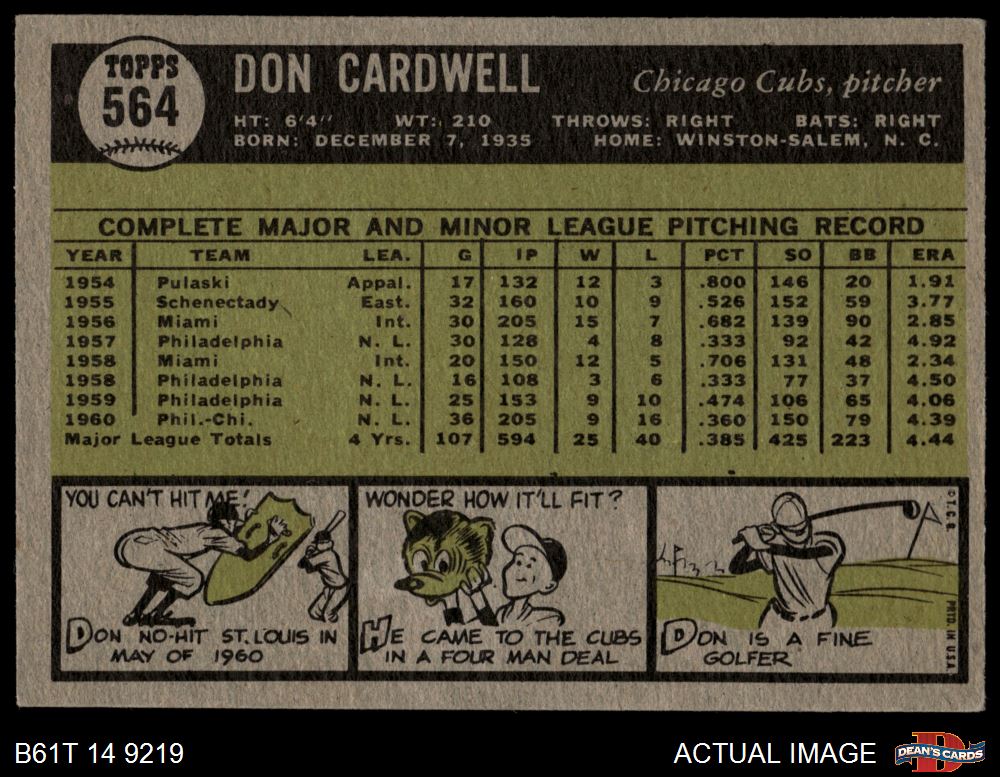 TOPPS
564
DON CARDWELL
Chicago Cubs, pitcher
HT: 6'4" WT: 210 THROWS: RIGHT BATS: RIGHT
BORN: DECEMBER 7, 1935 HOME: WINSTON-SALEM, N. C.
COMPLETE MAJOR AND MINOR LEAGUE PITCHING RECORD
YEAR TEAM LEA. G IP W L PCT SO BB ERA
1954 Pulaski Appal. 17 132 12 3 .800 146 20 1.91
1955 Schenectady East. 32 160 10 9 .526 152 59 3.77
1956 Miami Int. 30 205 15 7 .682 139 90 2.85
1957 Philadelphia N. L. 30 128 4 8 .333 92 42 4.92
1958 Miami Int. 20 150 12 5 .706 131 48 2.34
1958 Philadelphia N. L. 16 108 3 6 .333 77 37 4.50
1959 Philadelphia N. L. 25 153 9 10 .474 106 65 4.06
1960 Phil.-Chi. N. L. 36 205 9 16 .360 150 79 4.39
Major League Totals 4 Yrs. 107 594 25 40 .385 425 223 4.44
YOU CAN'T HIT ME!
DON NO-HIT ST. LOUIS IN
MAY OF 1960
WONDER HOW IT'LL FIT?
HE CAME TO THE CUBS
IN A FOUR MAN DEAL
DON IS A FINE
GOLFER
© T. C. G.
PRTD. IN U.S.A.
B61T 14 9219
ACTUAL IMAGE
D
DEAN'S CARDS